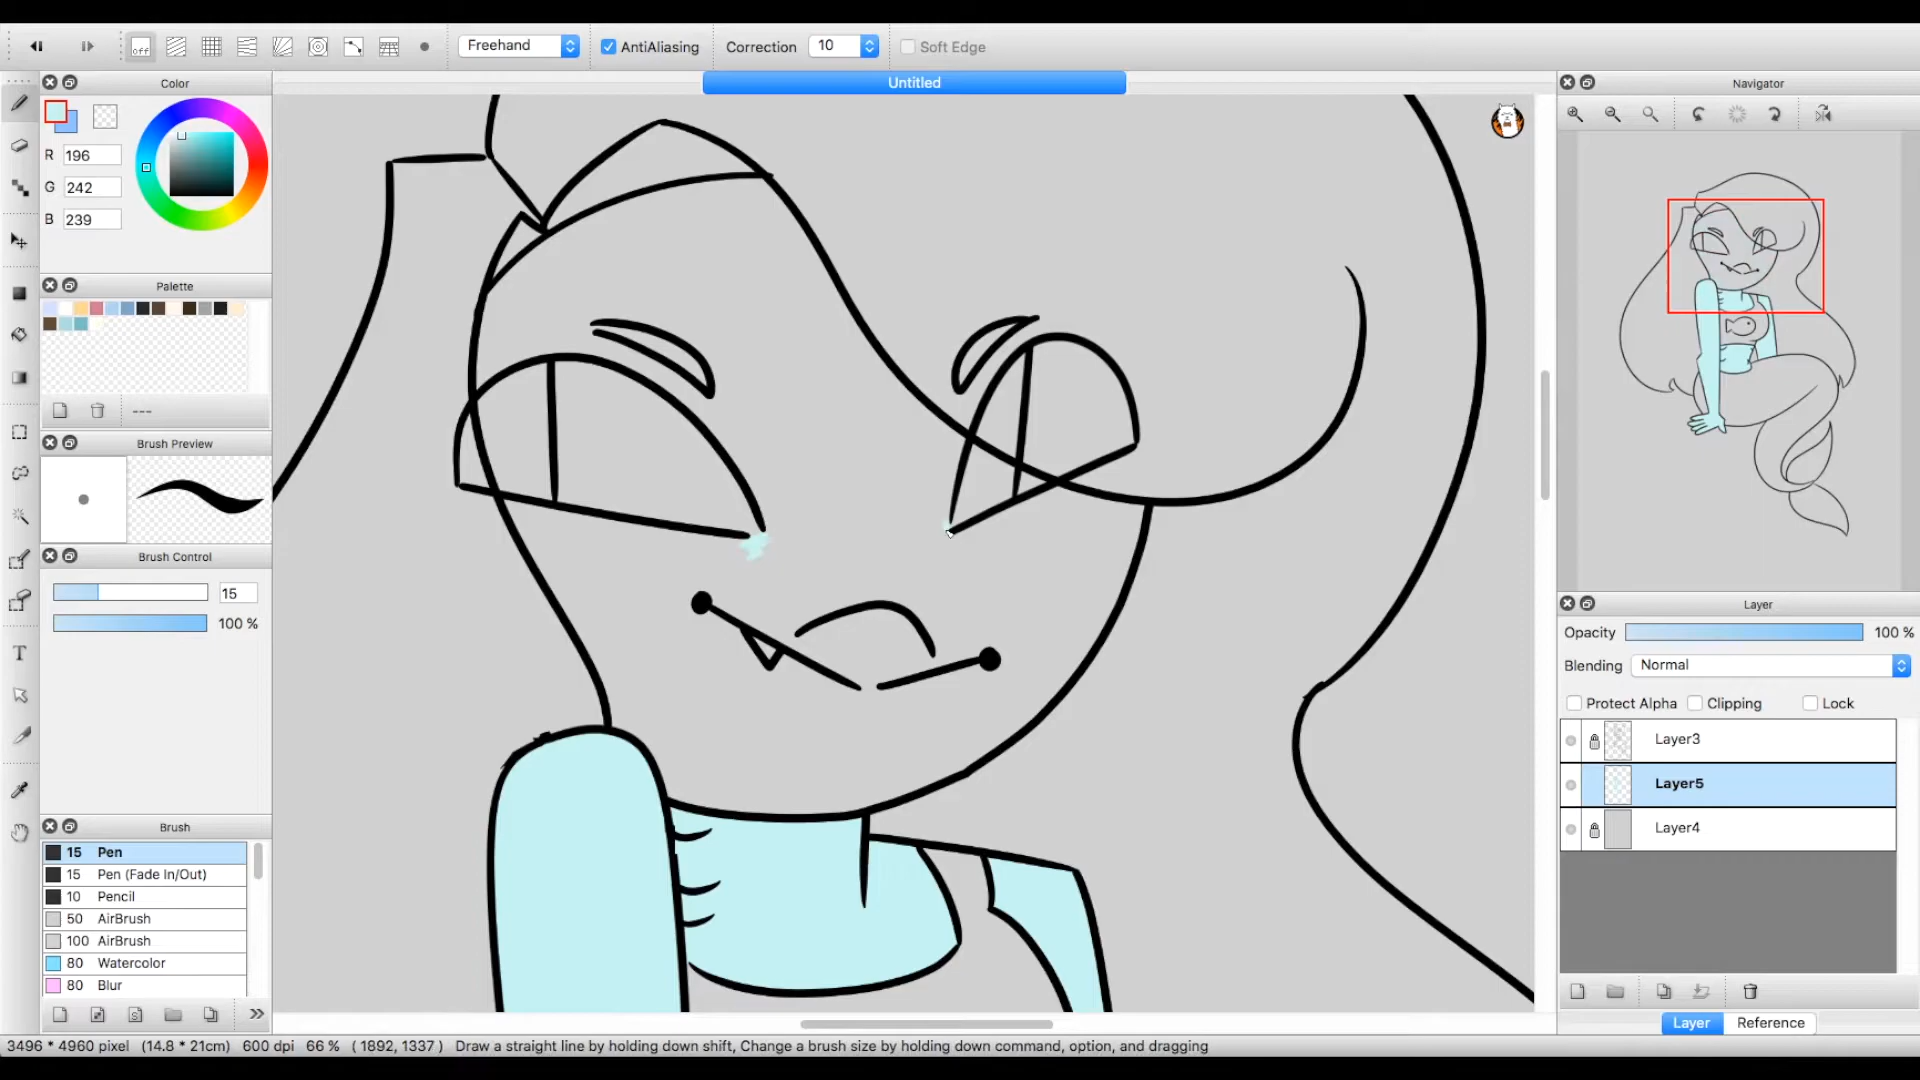 off
Freehand
AntiAliasing
Correction
10
Soft Edge
Color
Untitled
Navigator
R 196
G 242
B 239
Palette
---
Brush Preview
Brush Control
15
100 %
Brush
15 Pen
15 Pen (Fade In/Out)
10 Pencil
50 AirBrush
100 AirBrush
80 Watercolor
80 Blur
Layer
Opacity 100 %
Blending Normal
Protect Alpha Clipping Lock
Layer3
Layer5
Layer4
Layer Reference
3496 * 4960 pixel (14.8 * 21cm) 600 dpi 66 % ( 1892, 1337 ) Draw a straight line by holding down shift, Change a brush size by holding down command, option, and dragging